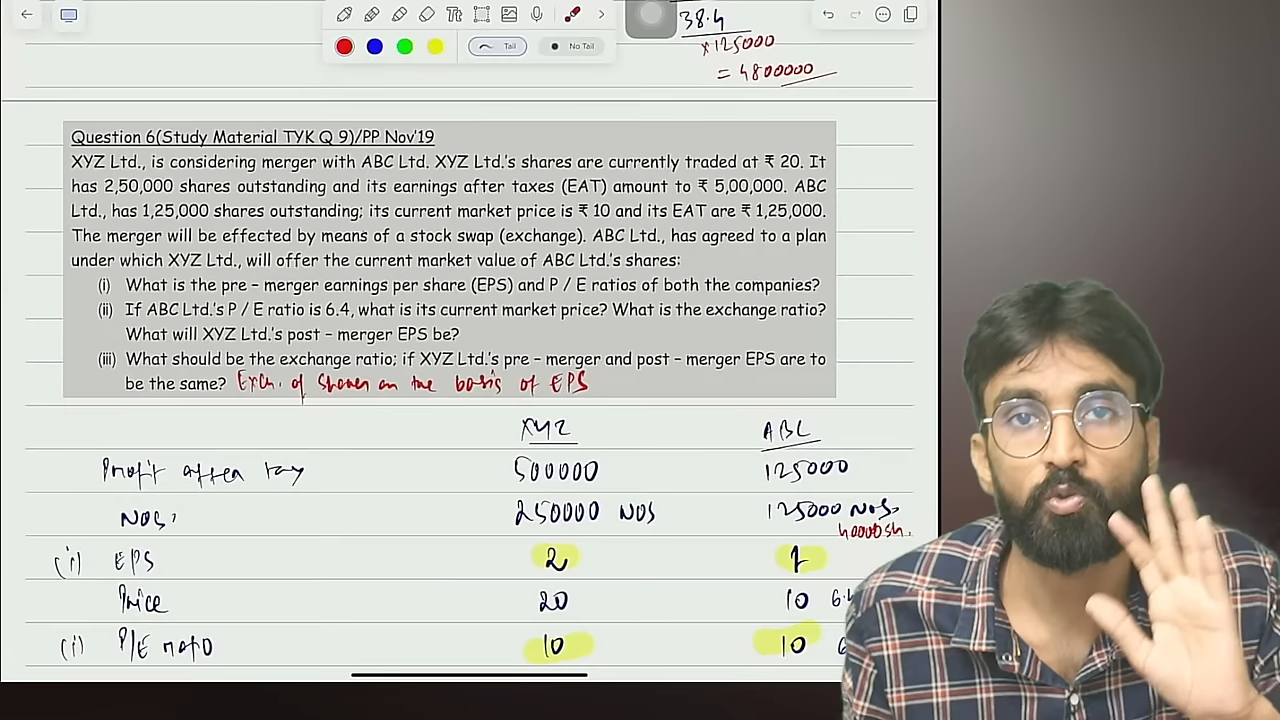 Tt
38.4
Tail
No Tail
×125000
= 4800000
Question 6(Study Material TYK Q 9)/PP Nov'19
XYZ Ltd., is considering merger with ABC Ltd. XYZ Ltd.'s shares are currently traded at ₹ 20. It
has 2,50,000 shares outstanding and its earnings after taxes (EAT) amount to ₹ 5,00,000. ABC
Ltd., has 1,25,000 shares outstanding; its current market price is ₹ 10 and its EAT are ₹ 1,25,000.
The merger will be effected by means of a stock swap (exchange). ABC Ltd., has agreed to a plan
under which XYZ Ltd., will offer the current market value of ABC Ltd.'s shares:
(i) What is the pre – merger earnings per share (EPS) and P / E ratios of both the companies?
(ii) If ABC Ltd.'s P / E ratio is 6.4, what is its current market price? What is the exchange ratio?
What will XYZ Ltd.'s post – merger EPS be?
(iii) What should be the exchange ratio; if XYZ Ltd.'s pre – merger and post – merger EPS are to
be the same? Exch. of shares on the basis of EPS
XYZ ABC
Profit after tax 500000 125000
NOS. 250000 NOS 125000 NOS.
40000 sh.
(i) EPS 2 1
Price 20 10 6.4
(i) P/E ratio 10 10